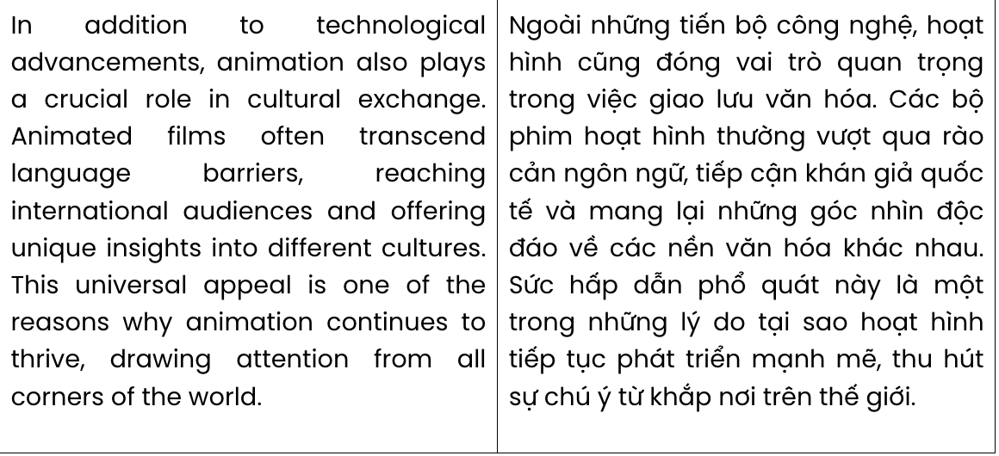 In addition to technological
advancements, animation also plays
a crucial role in cultural exchange.
Animated films often transcend
language barriers, reaching
international audiences and offering
unique insights into different cultures.
This universal appeal is one of the
reasons why animation continues to
thrive, drawing attention from all
corners of the world.
Ngoài những tiến bộ công nghệ, hoạt
hình cũng đóng vai trò quan trọng
trong việc giao lưu văn hóa. Các bộ
phim hoạt hình thường vượt qua rào
cản ngôn ngữ, tiếp cận khán giả quốc
tế và mang lại những góc nhìn độc
đáo về các nền văn hóa khác nhau.
Sức hấp dẫn phổ quát này là một
trong những lý do tại sao hoạt hình
tiếp tục phát triển mạnh mẽ, thu hút
sự chú ý từ khắp nơi trên thế giới.